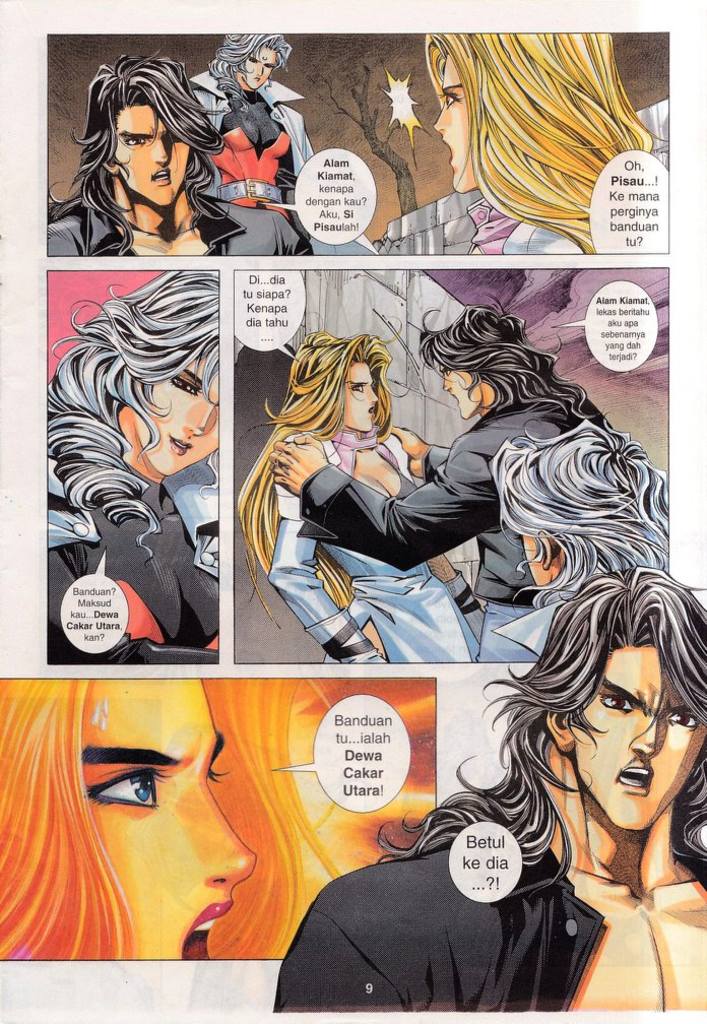 Alam
Kiamat,
kenapa
dengan kau?
Aku, Si
Pisaulah!
Oh,
Pisau...!
Ke mana
perginya
banduan
tu?
Banduan?
Maksud
kau...Dewa
Cakar Utara,
kan?
Di...dia
tu siapa?
Kenapa
dia tahu
....
Alam Kiamat,
lekas beritahu
aku apa
sebenarnya
yang dah
terjadi?
Banduan
tu...ialah
Dewa
Cakar
Utara!
Betul
ke dia
...?!
9